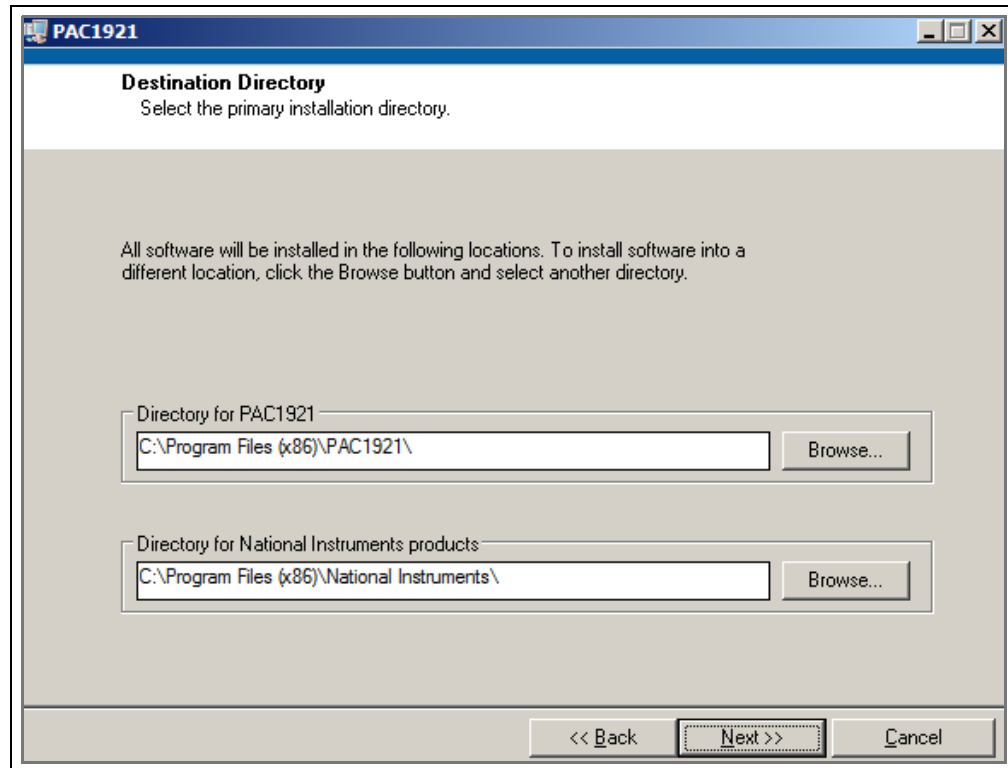 PAC1921
Destination Directory
Select the primary installation directory.
All software will be installed in the following locations. To install software into a
different location, click the Browse button and select another directory.
Directory for PAC1921
C:\Program Files (x86)\PAC1921\
Browse...
Directory for National Instruments products
C:\Program Files (x86)\National Instruments\
Browse...
<< Back
Next >>
Cancel